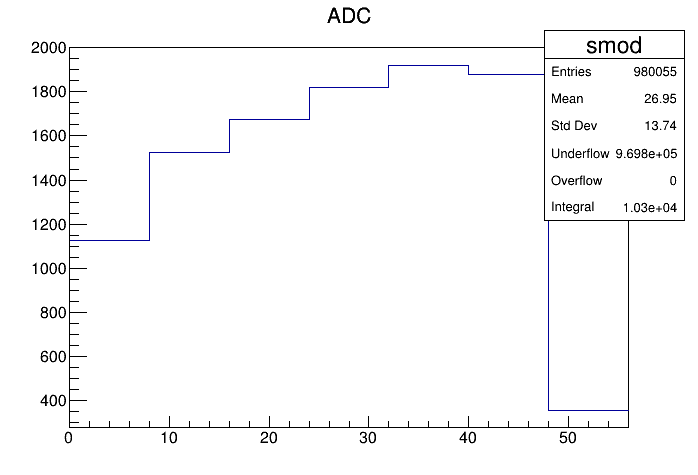 ADC
smod
Entries 980055
Mean 26.95
Std Dev 13.74
Underflow 9.698e+05
Overflow 0
Integral 1.03e+04
2000
1800
1600
1400
1200
1000
800
600
400
0 10 20 30 40 50